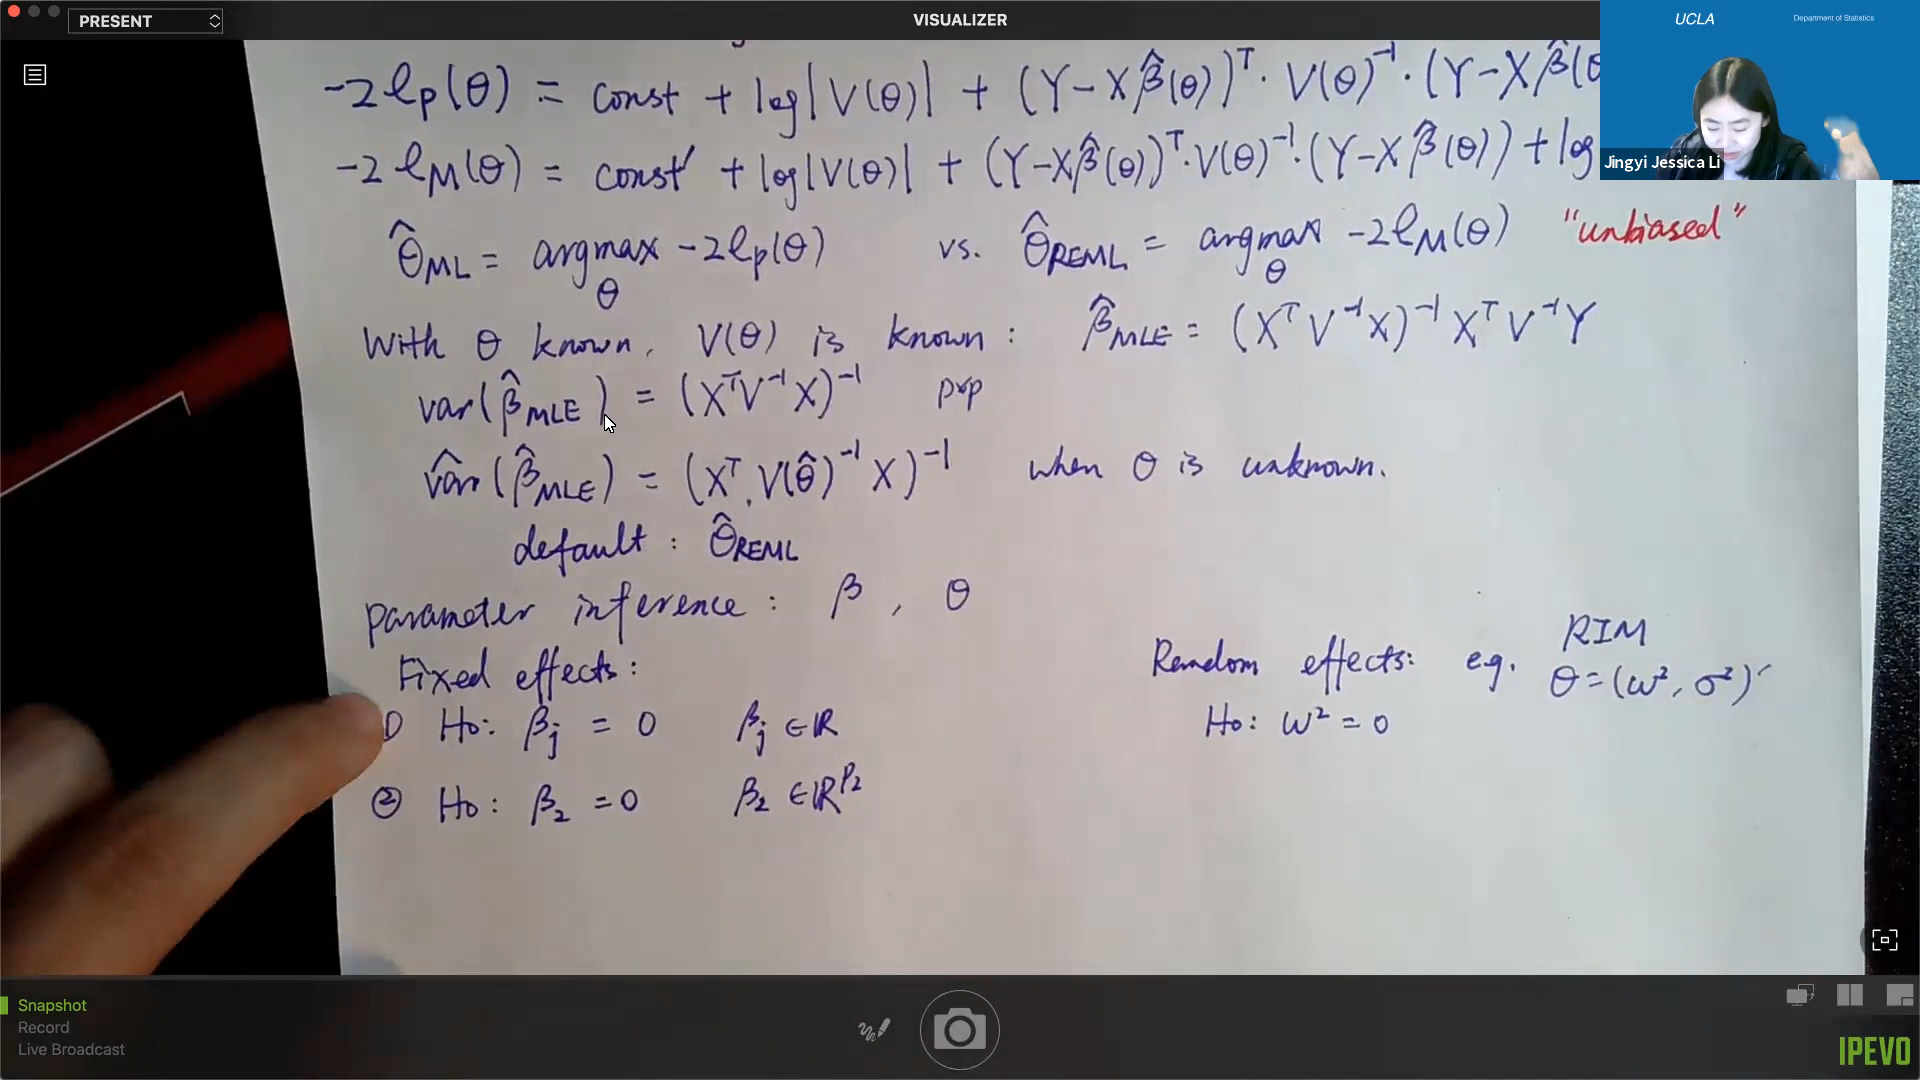 PRESENT
VISUALIZER
UCLA
Department of Statistics
Jingyi Jessica Li
-2ℓp(θ) = const + log|V(θ)| + (Y-Xβ̂(θ))ᵀ· V(θ)⁻¹·(Y-Xβ̂(θ
-2ℓM(θ) = const' + log|V(θ)| + (Y-Xβ̂(θ))ᵀ·V(θ)⁻¹·(Y-Xβ̂(θ)) + log
θ̂ML = argmax -2ℓp(θ) vs. θ̂REML = argmax -2ℓM(θ) "unbiased"
θ θ
With θ known, V(θ) is known : β̂MLE = (XᵀV⁻¹X)⁻¹XᵀV⁻¹Y
var(β̂MLE) = (XᵀV⁻¹X)⁻¹ pop
var̂(β̂MLE) = (Xᵀ.V(θ̂)⁻¹X)⁻¹ when θ is unknown.
default : θ̂REML
parameter inference : β , θ
Fixed effects :
① Ho: βj = 0 βj ∈ ℝ
② Ho: β₂ = 0 β₂ ∈ ℝᵖ²
RIM
Random effects: e.g. θ = (ω², σ²)
Ho: ω² = 0
Snapshot
Record
Live Broadcast
IPEVO